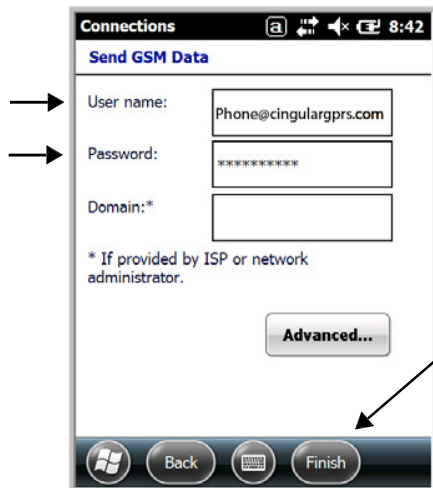 Connections a 8:42
Send GSM Data
User name:
Phone@cingulargprs.com
Password:
**********
Domain:*
* If provided by ISP or network
administrator.
Advanced...
Back Finish